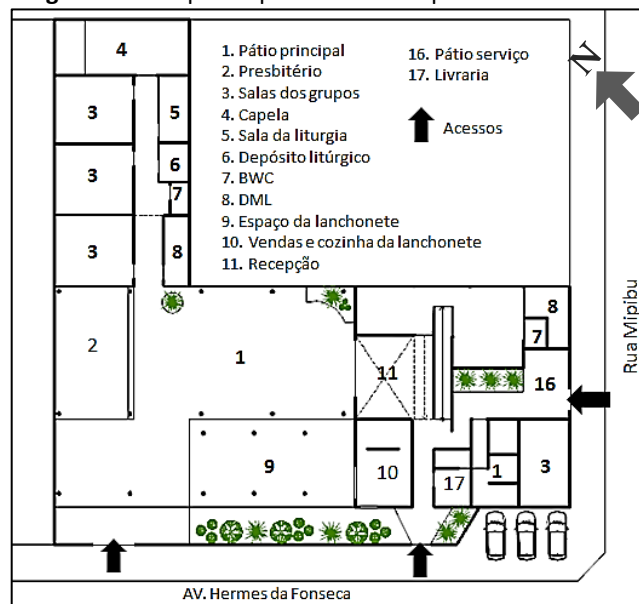 4
1. Pátio principal
2. Presbitério
3. Salas dos grupos
4. Capela
5. Sala da liturgia
6. Depósito litúrgico
7. BWC
8. DML
9. Espaço da lanchonete
10. Vendas e cozinha da lanchonete
11. Recepção
16. Pátio serviço
17. Livraria
Acessos
N
3
5
3
6
7
3
8
2
1
11
8
7
16
9
10
17
1
3
Rua Mipibu
AV. Hermes da Fonseca